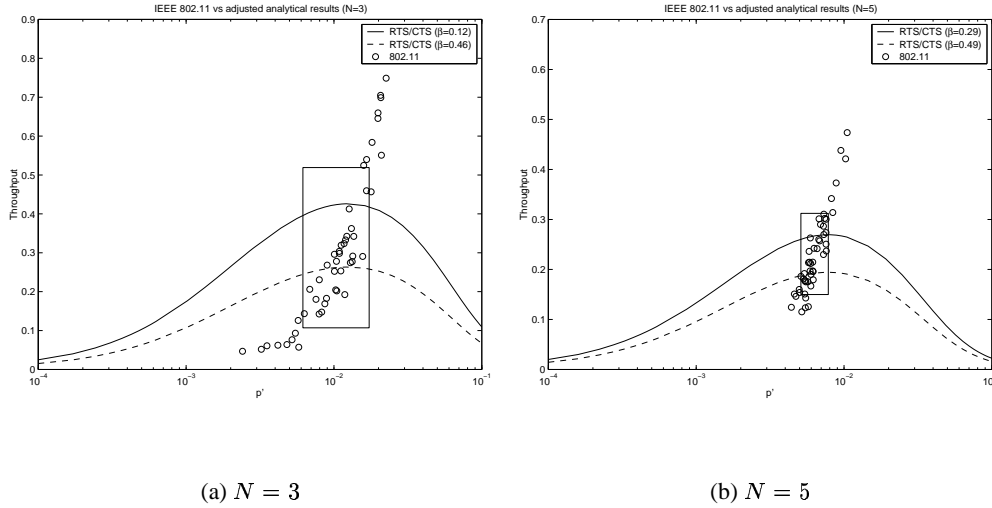 IEEE 802.11 vs adjusted analytical results (N=3)
RTS/CTS (β=0.12)
RTS/CTS (β=0.46)
802.11
0.9
0.8
0.7
0.6
0.5
0.4
0.3
0.2
0.1
0
Throughput
10⁻⁴
10⁻³
10⁻²
10⁻¹
p'
(a) N = 3
IEEE 802.11 vs adjusted analytical results (N=5)
RTS/CTS (β=0.29)
RTS/CTS (β=0.49)
802.11
0.7
0.6
0.5
0.4
0.3
0.2
0.1
0
Throughput
10⁻⁴
10⁻³
10⁻²
p'
(b) N = 5